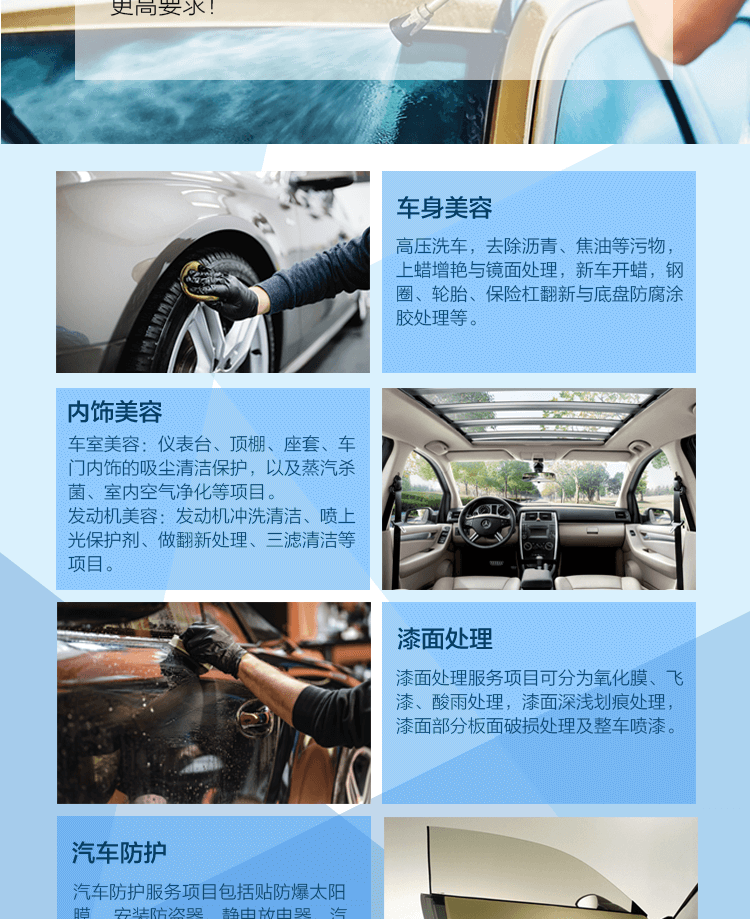 更高要求!
车身美容
高压洗车，去除沥青、焦油等污物，
上蜡增艳与镜面处理，新车开蜡，钢
圈、轮胎、保险杠翻新与底盘防腐涂
胶处理等。
内饰美容
车室美容：仪表台、顶棚、座套、车
门内饰的吸尘清洁保护，以及蒸汽杀
菌、室内空气净化等项目。
发动机美容：发动机冲洗清洁、喷上
光保护剂、做翻新处理、三滤清洁等
项目。
漆面处理
漆面处理服务项目可分为氧化膜、飞
漆、酸雨处理，漆面深浅划痕处理，
漆面部分板面破损处理及整车喷漆。
汽车防护
汽车防护服务项目包括贴防爆太阳
膜、 安装防盗器、静电放电器、汽